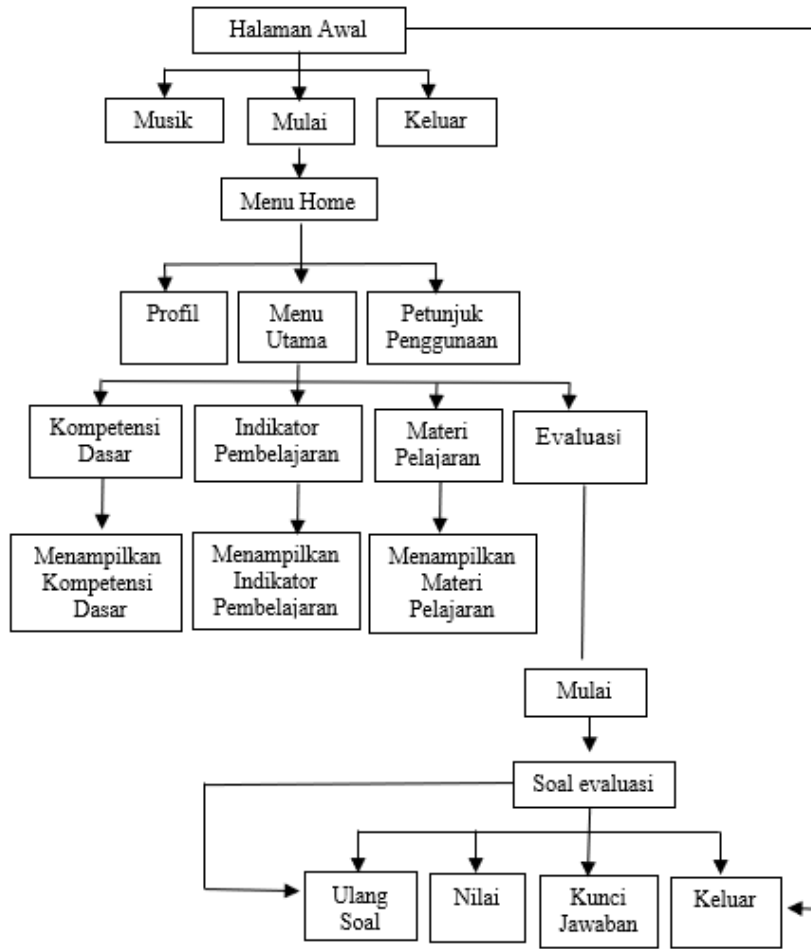 Halaman Awal
Musik
Mulai
Keluar
Menu Home
Profil
Menu
Utama
Petunjuk
Penggunaan
Kompetensi
Dasar
Indikator
Pembelajaran
Materi
Pelajaran
Evaluasi
Menampilkan
Kompetensi
Dasar
Menampilkan
Indikator
Pembelajaran
Menampilkan
Materi
Pelajaran
Mulai
Soal evaluasi
Ulang
Soal
Nilai
Kunci
Jawaban
Keluar